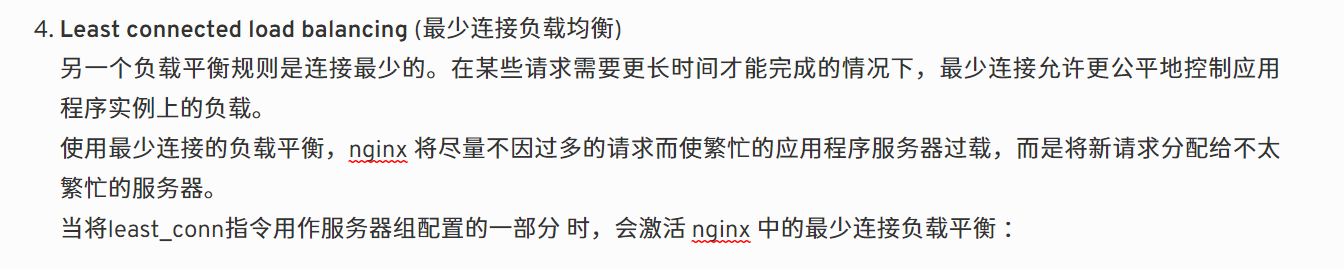 4. Least connected load balancing (最少连接负载均衡)
另一个负载平衡规则是连接最少的。在某些请求需要更长时间才能完成的情况下，最少连接允许更公平地控制应用
程序实例上的负载。
使用最少连接的负载平衡，nginx 将尽量不因过多的请求而使繁忙的应用程序服务器过载，而是将新请求分配给不太
繁忙的服务器。
当将least_conn指令用作服务器组配置的一部分 时，会激活 nginx 中的最少连接负载平衡 ：